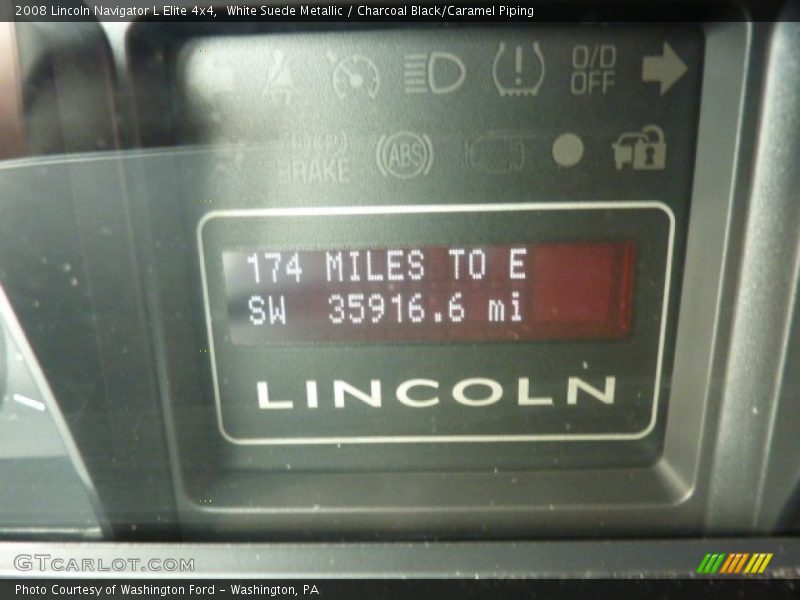 2008 Lincoln Navigator L Elite 4x4,  White Suede Metallic / Charcoal Black/Caramel Piping
O/D
OFF
BRAKE
ABS
174 MILES TO E
SW 35916.6 mi
LINCOLN
GTCARLOT.COM
Photo Courtesy of Washington Ford - Washington, PA